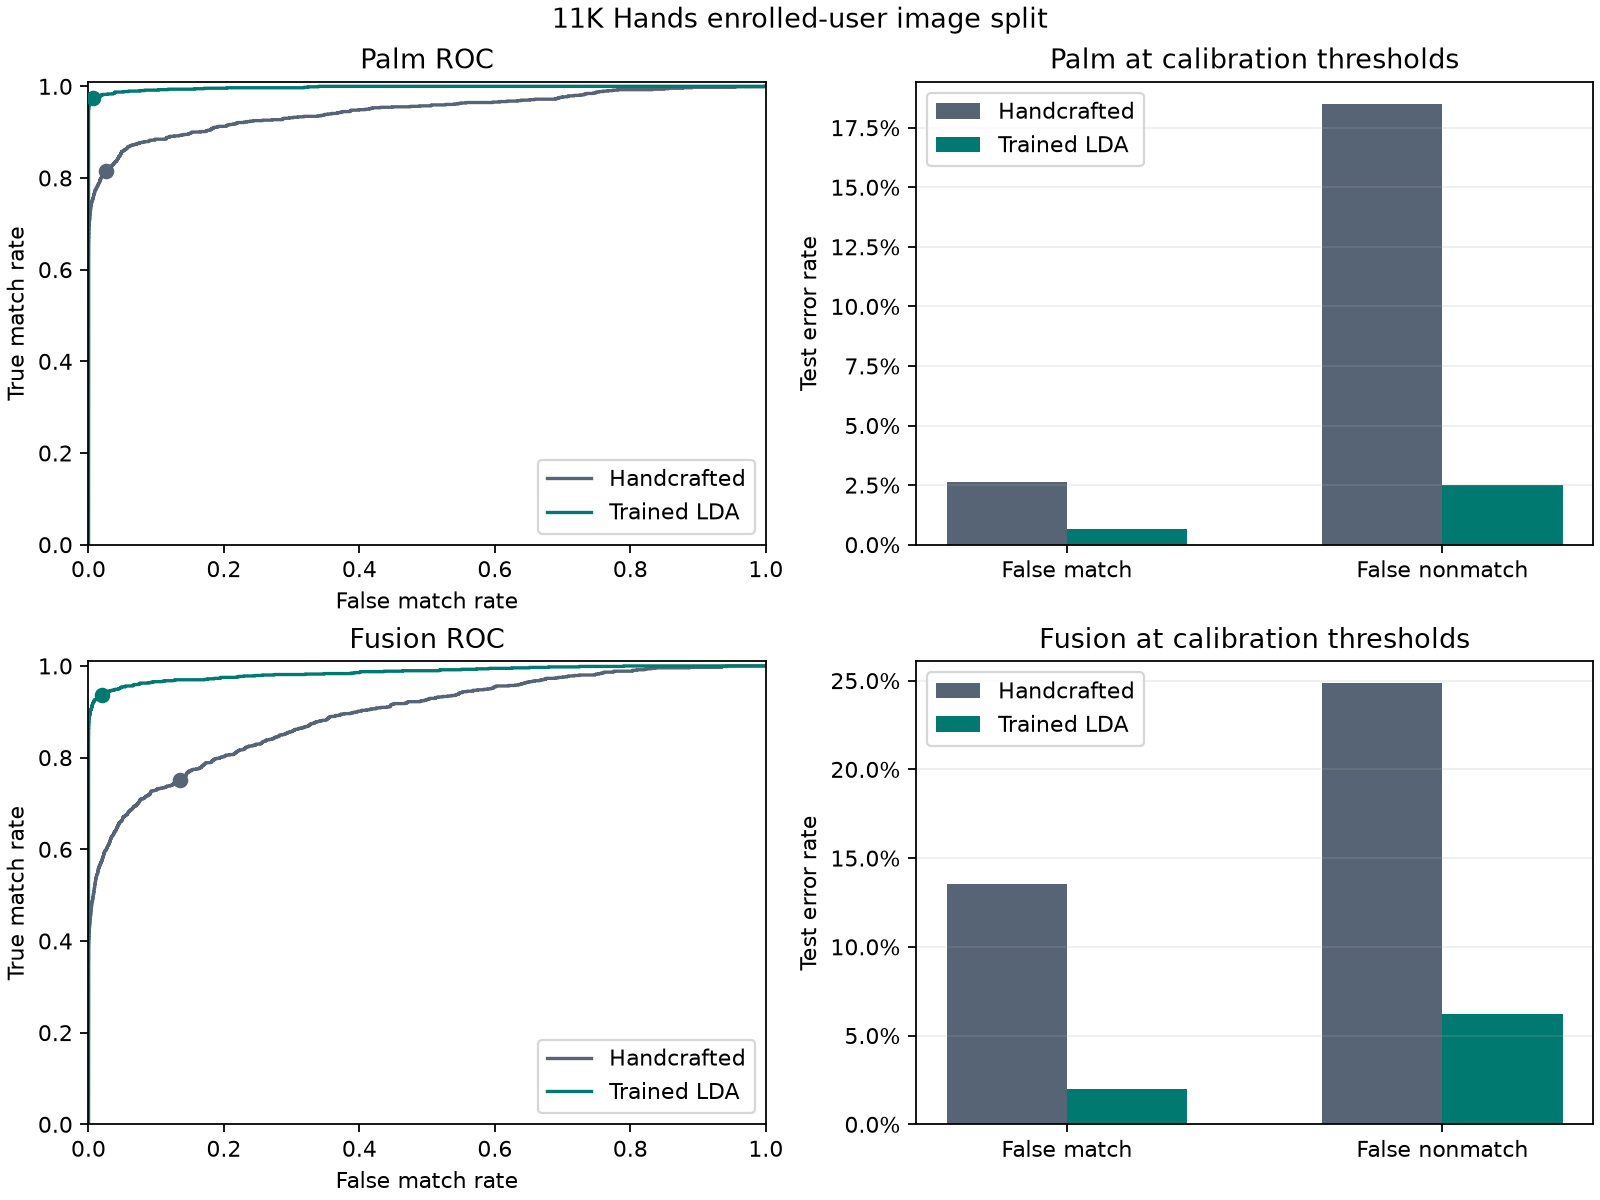 11K Hands enrolled-user image split
Palm ROC
True match rate
1.0
0.8
0.6
0.4
0.2
0.0
0.0 0.2 0.4 0.6 0.8 1.0
False match rate
Handcrafted
Trained LDA
Palm at calibration thresholds
Test error rate
17.5%
15.0%
12.5%
10.0%
7.5%
5.0%
2.5%
0.0%
Handcrafted
Trained LDA
False match False nonmatch
Fusion ROC
True match rate
1.0
0.8
0.6
0.4
0.2
0.0
0.0 0.2 0.4 0.6 0.8 1.0
False match rate
Handcrafted
Trained LDA
Fusion at calibration thresholds
Test error rate
25.0%
20.0%
15.0%
10.0%
5.0%
0.0%
Handcrafted
Trained LDA
False match False nonmatch